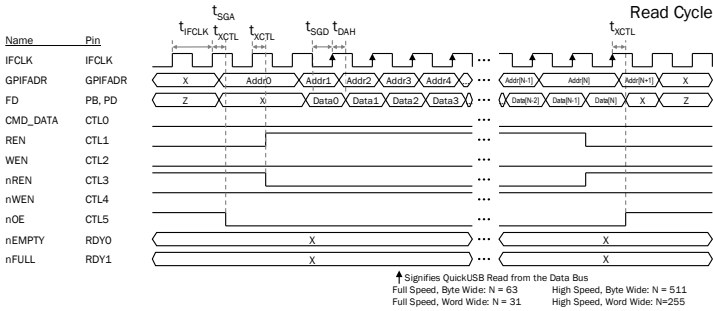 Read Cycle
tSGA
tIFCLK tXCTL tXCTL tSGD tDAH tXCTL
Name Pin
IFCLK IFCLK ...
GPIFADR GPIFADR X Addr0 Addr1 Addr2 Addr3 Addr4 ... Addr[N-1] Addr[N] Addr[N+1] X
FD PB, PD Z X Data0 Data1 Data2 Data3 ... Data[N-2] Data[N-1] Data[N] X Z
CMD_DATA CTL0 ...
REN CTL1 ...
WEN CTL2 ...
nREN CTL3 ...
nWEN CTL4 ...
nOE CTL5 ...
nEMPTY RDY0 X ... X
nFULL RDY1 X ... X
Signifies QuickUSB Read from the Data Bus
Full Speed, Byte Wide: N = 63 High Speed, Byte Wide: N = 511
Full Speed, Word Wide: N = 31 High Speed, Word Wide: N=255